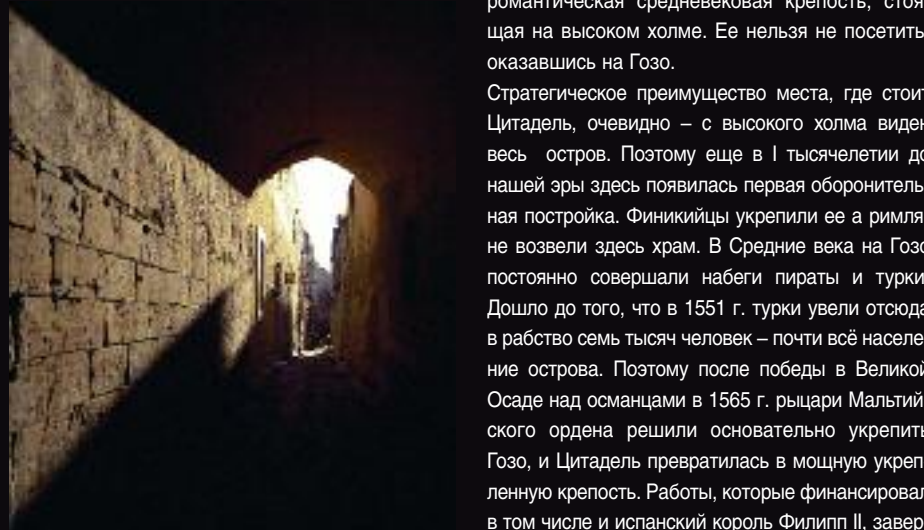 романтическая средневековая крепость, стоя
щая на высоком холме. Ее нельзя не посетить
оказавшись на Гозо.
Стратегическое преимущество места, где стоит
Цитадель, очевидно – с высокого холма виден
весь остров. Поэтому еще в I тысячелетии до
нашей эры здесь появилась первая оборонитель
ная постройка. Финикийцы укрепили ее а римля
не возвели здесь храм. В Средние века на Гозо
постоянно совершали набеги пираты и турки
Дошло до того, что в 1551 г. турки увели отсюда
в рабство семь тысяч человек – почти всё населе
ние острова. Поэтому после победы в Великой
Осаде над османцами в 1565 г. рыцари Мальтий
ского ордена решили основательно укрепить
Гозо, и Цитадель превратилась в мощную укреп
ленную крепость. Работы, которые финансировал
в том числе и испанский король Филипп II, завер